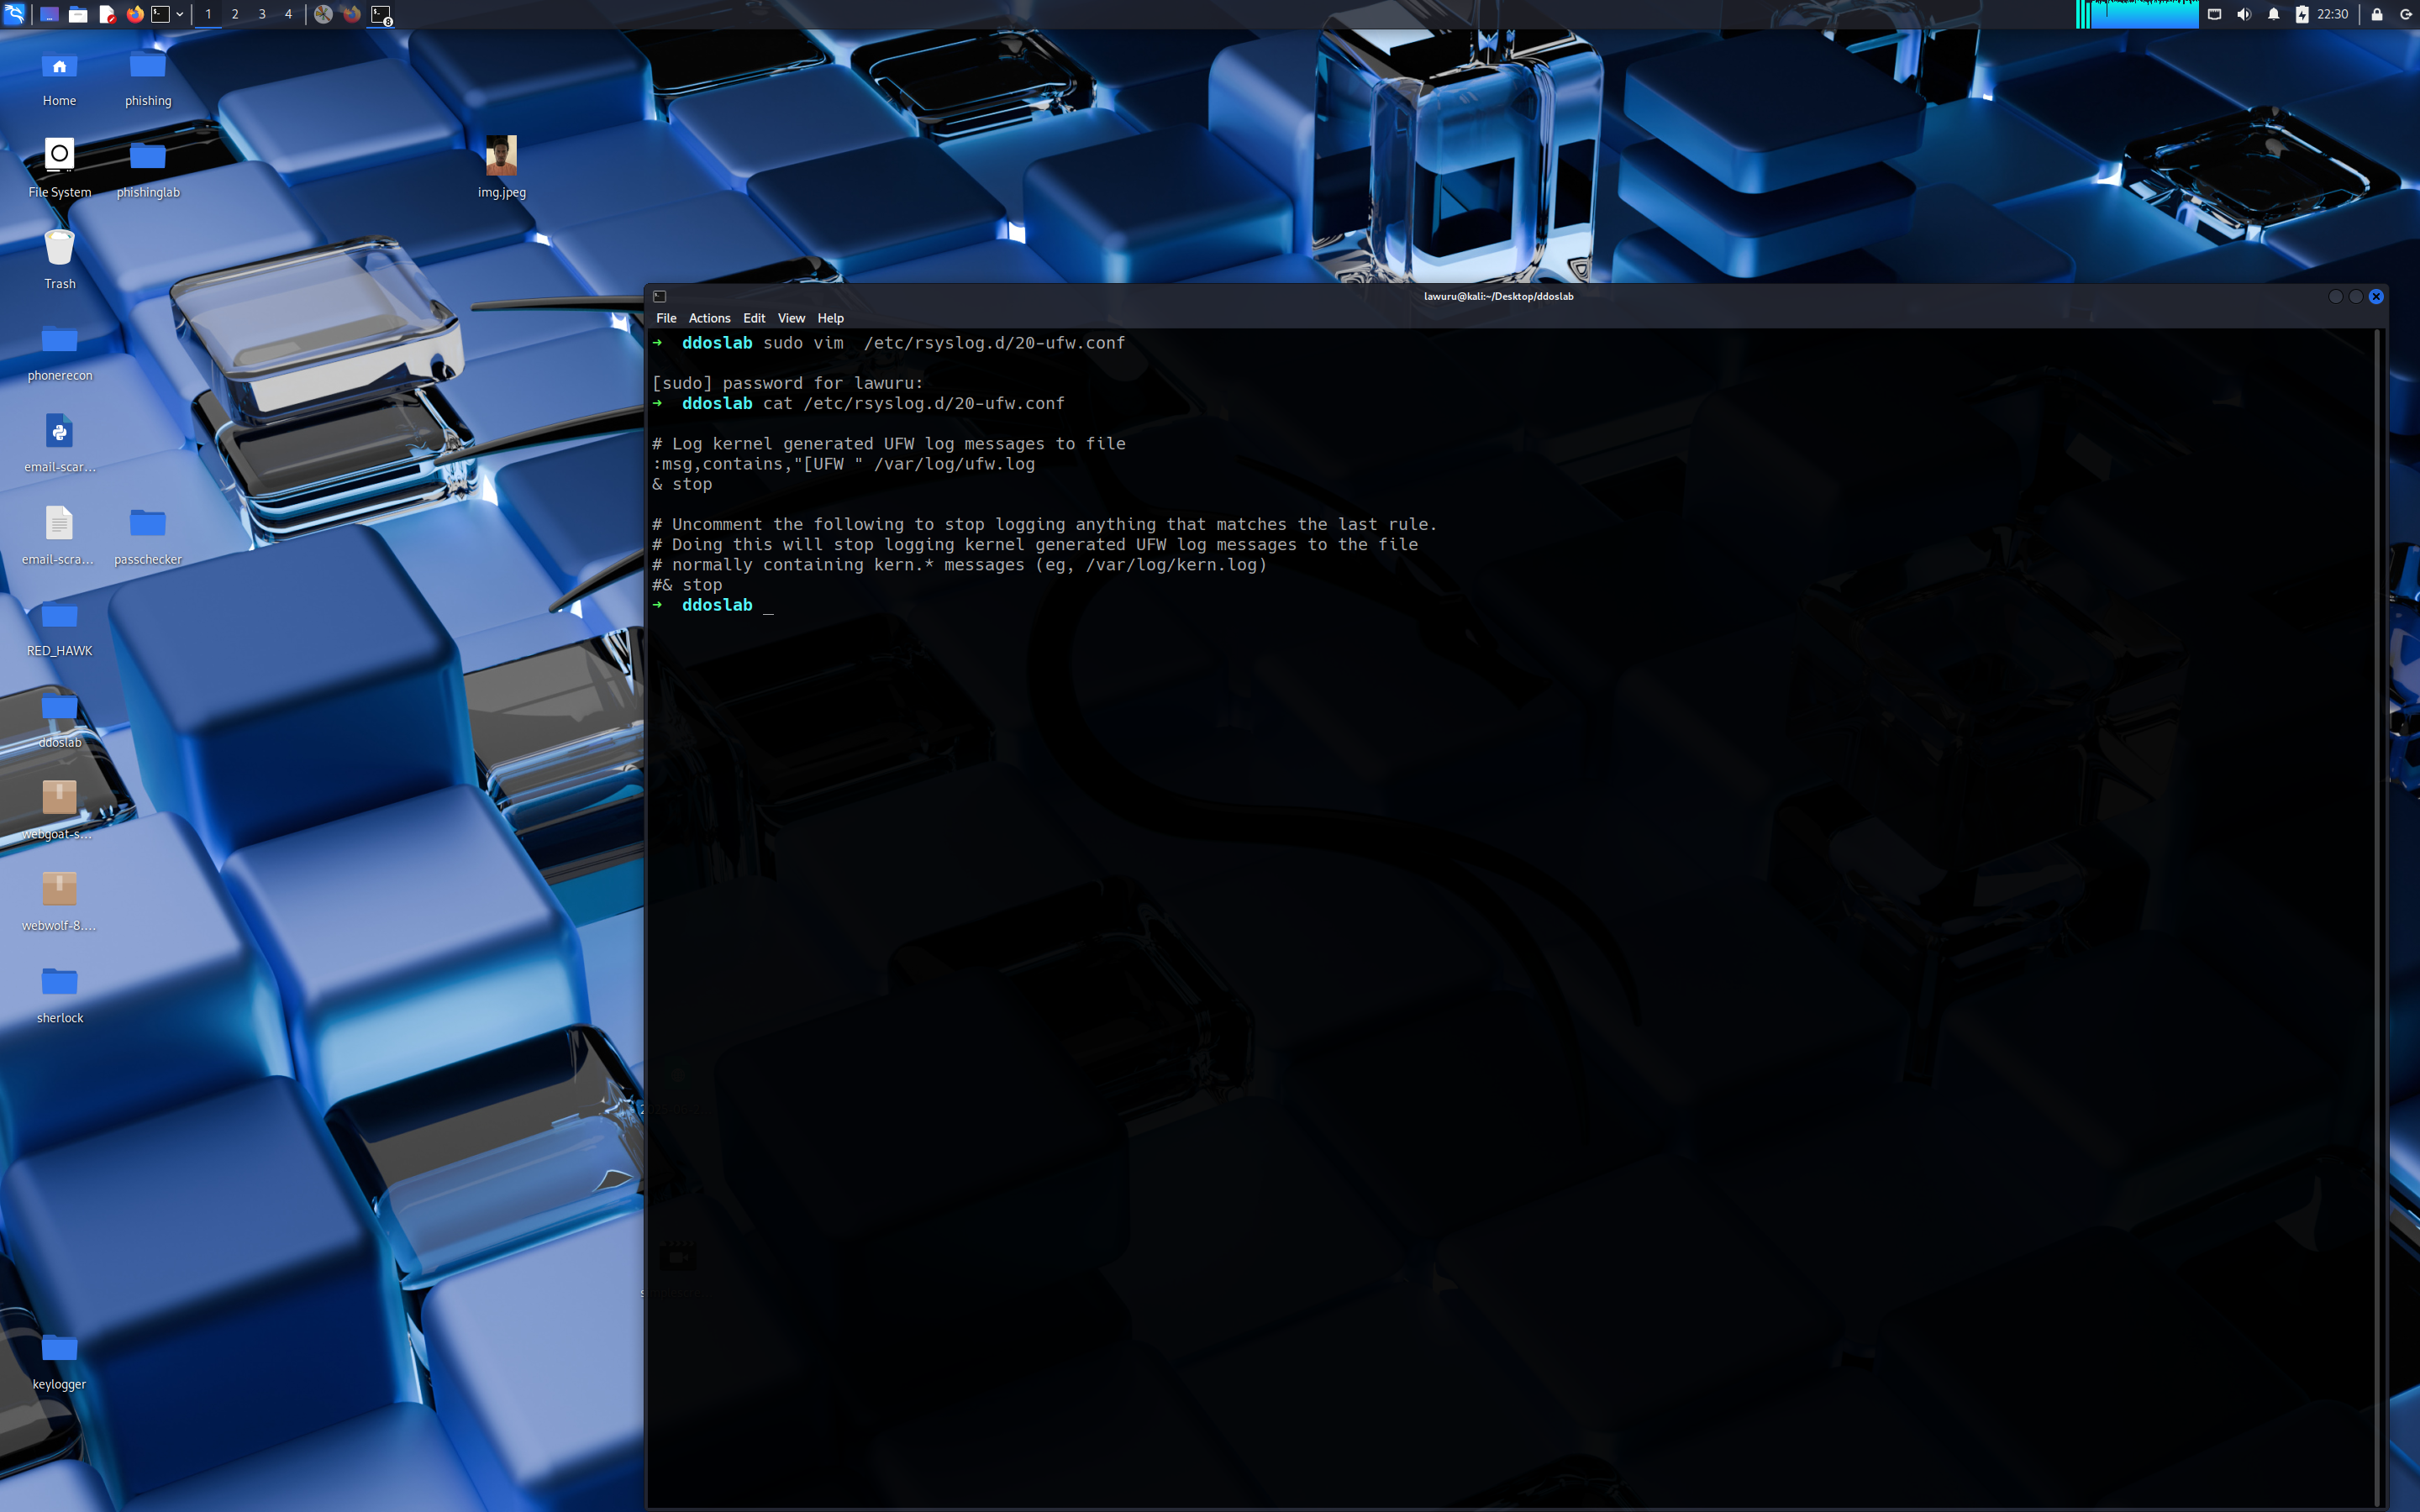 1 2 3 4
8
22:30
Home
phishing
File System
phishinglab
img.jpeg
Trash
phonerecon
email-scar...
email-scra...
passchecker
RED_HAWK
ddoslab
webgoat-s...
webwolf-8....
sherlock
keylogger
lawuru@kali:~/Desktop/ddoslab
File Actions Edit View Help
→ ddoslab sudo vim  /etc/rsyslog.d/20-ufw.conf
[sudo] password for lawuru:
→ ddoslab cat /etc/rsyslog.d/20-ufw.conf
# Log kernel generated UFW log messages to file
:msg,contains,"[UFW " /var/log/ufw.log
& stop
# Uncomment the following to stop logging anything that matches the last rule.
# Doing this will stop logging kernel generated UFW log messages to the file
# normally containing kern.* messages (eg, /var/log/kern.log)
#& stop
→ ddoslab _